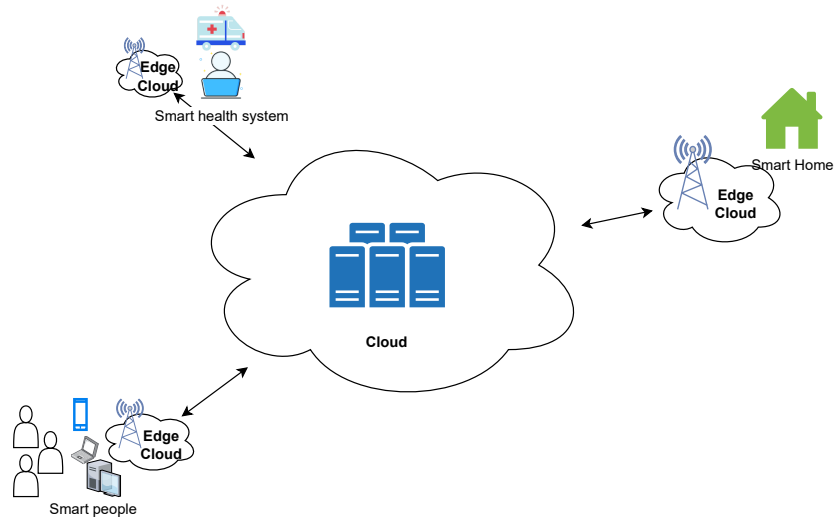 Edge
Cloud
Smart health system
Smart Home
Edge
Cloud
Cloud
Edge
Cloud
Smart people